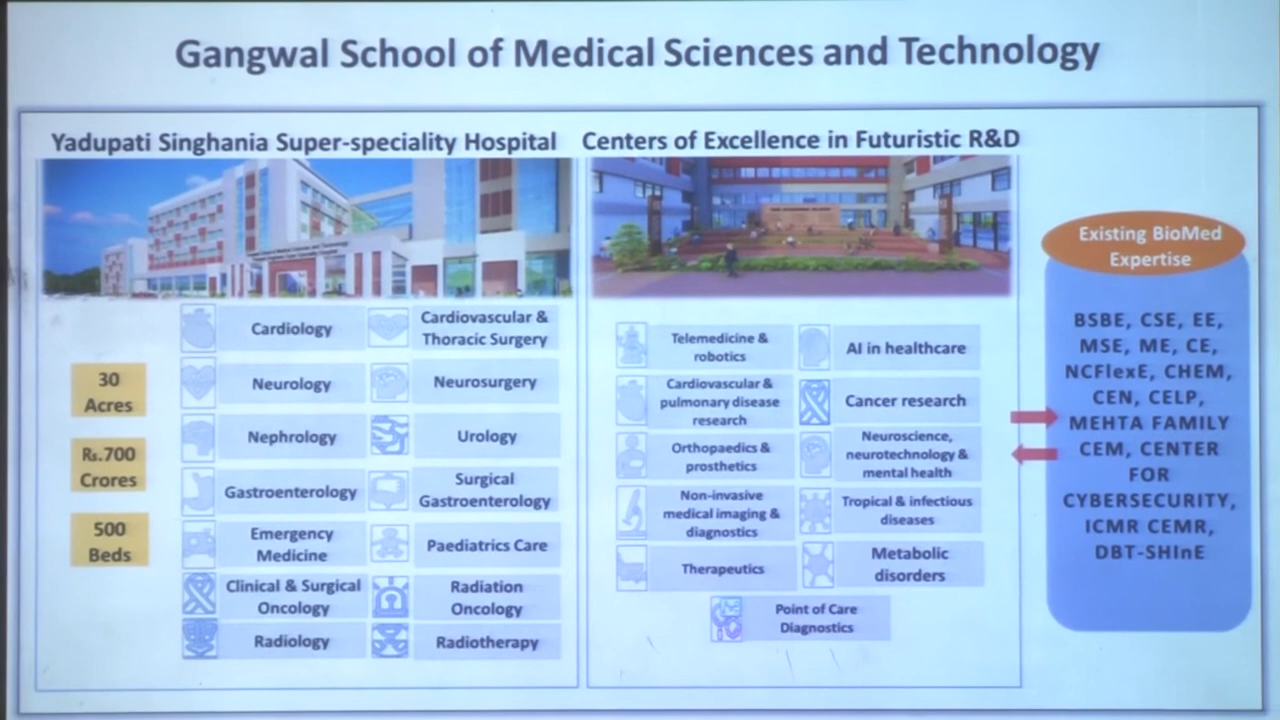 Gangwal School of Medical Sciences and Technology
Yadupati Singhania Super-speciality Hospital
30
Acres
Rs.700
Crores
500
Beds
Cardiology
Cardiovascular &
Thoracic Surgery
Neurology
Neurosurgery
Nephrology
Urology
Gastroenterology
Surgical
Gastroenterology
Emergency
Medicine
Paediatrics Care
Clinical & Surgical
Oncology
Radiation
Oncology
Radiology
Radiotherapy
Centers of Excellence in Futuristic R&D
Telemedicine &
robotics
AI in healthcare
Cardiovascular &
pulmonary disease
research
Cancer research
Orthopaedics &
prosthetics
Neuroscience,
neurotechnology &
mental health
Non-invasive
medical imaging &
diagnostics
Tropical & infectious
diseases
Therapeutics
Metabolic
disorders
Point of Care
Diagnostics
Existing BioMed
Expertise
BSBE, CSE, EE,
MSE, ME, CE,
NCFlexE, CHEM,
CEN, CELP,
MEHTA FAMILY
CEM, CENTER
FOR
CYBERSECURITY,
ICMR CEMR,
DBT-SHInE